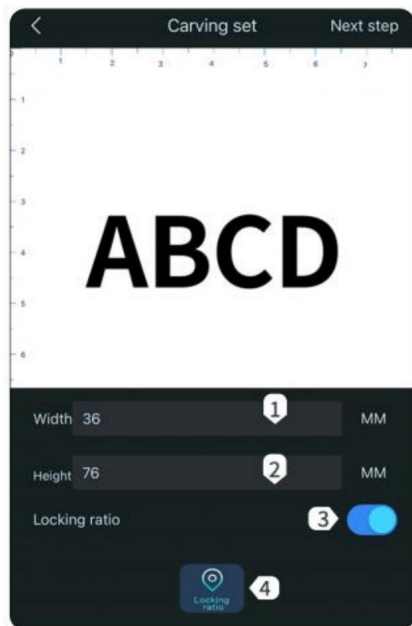 Carving set Next step
1 2 3 4 5 6 7
1
2
3
4
5
6
ABCD
Width 36 1 MM
Height 76 2 MM
Locking ratio 3
Locking
ratio
4